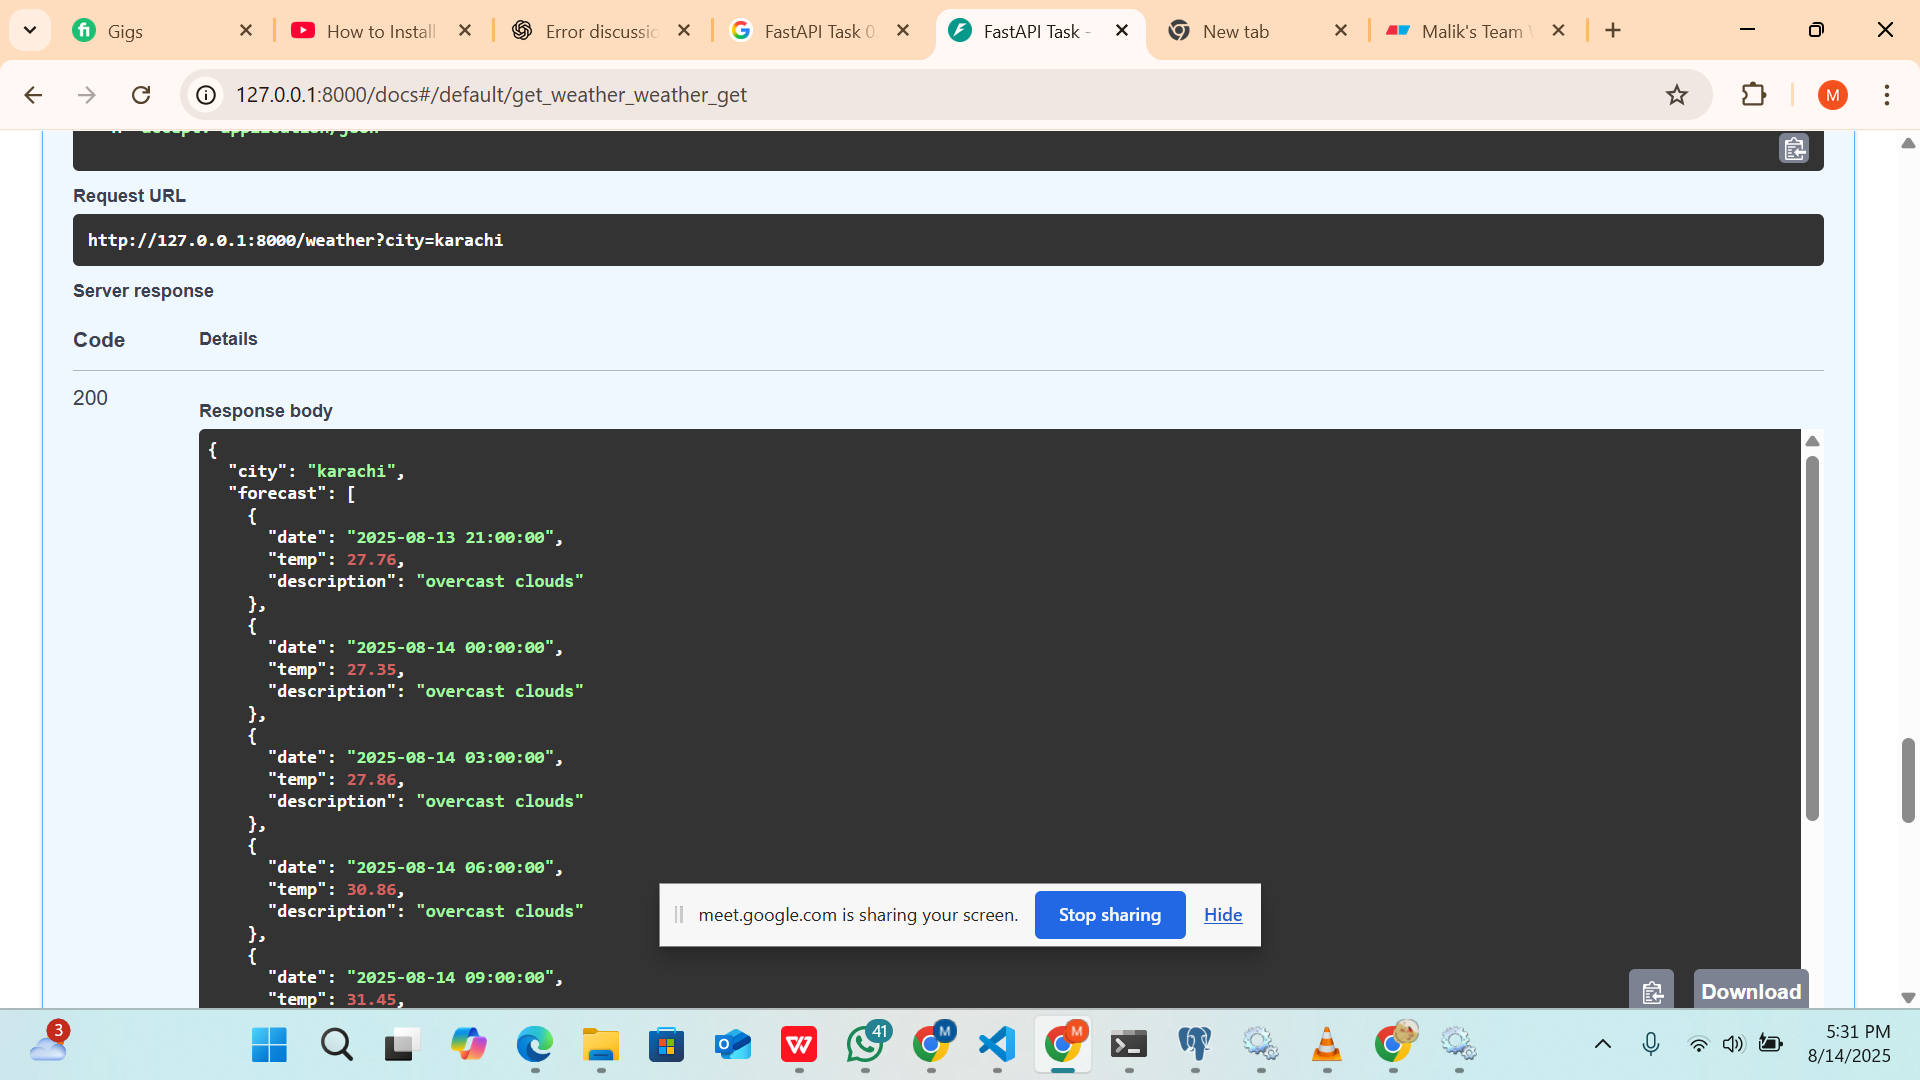 Gigs
How to Install
Error discussio
FastAPI Task 0
FastAPI Task -
New tab
Malik's Team
127.0.0.1:8000/docs#/default/get_weather_weather_get
M
Request URL
http://127.0.0.1:8000/weather?city=karachi
Server response
Code Details
200
Response body
{
"city": "karachi",
"forecast": [
{
"date": "2025-08-13 21:00:00",
"temp": 27.76,
"description": "overcast clouds"
},
{
"date": "2025-08-14 00:00:00",
"temp": 27.35,
"description": "overcast clouds"
},
{
"date": "2025-08-14 03:00:00",
"temp": 27.86,
"description": "overcast clouds"
},
{
"date": "2025-08-14 06:00:00",
"temp": 30.86,
"description": "overcast clouds"
},
{
"date": "2025-08-14 09:00:00",
"temp": 31.45,
meet.google.com is sharing your screen. Stop sharing Hide
Download
3
41
M
M
5:31 PM
8/14/2025